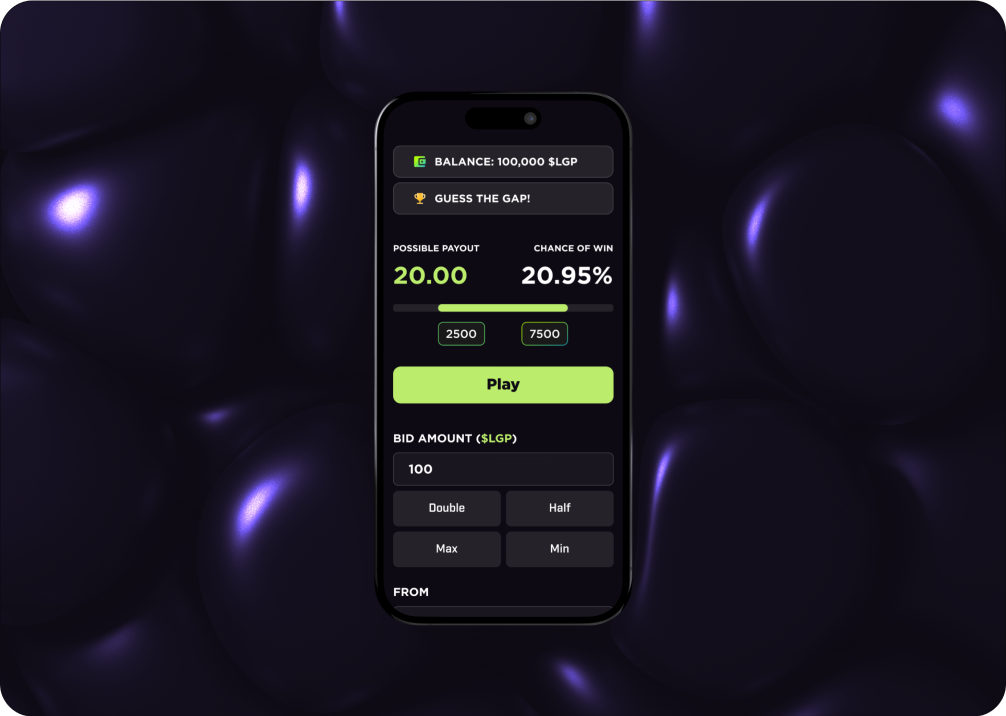 BALANCE: 100,000 $LGP
GUESS THE GAP!
POSSIBLE PAYOUT CHANCE OF WIN
20.00 20.95%
2500 7500
Play
BID AMOUNT ($LGP)
100
Double Half
Max Min
FROM